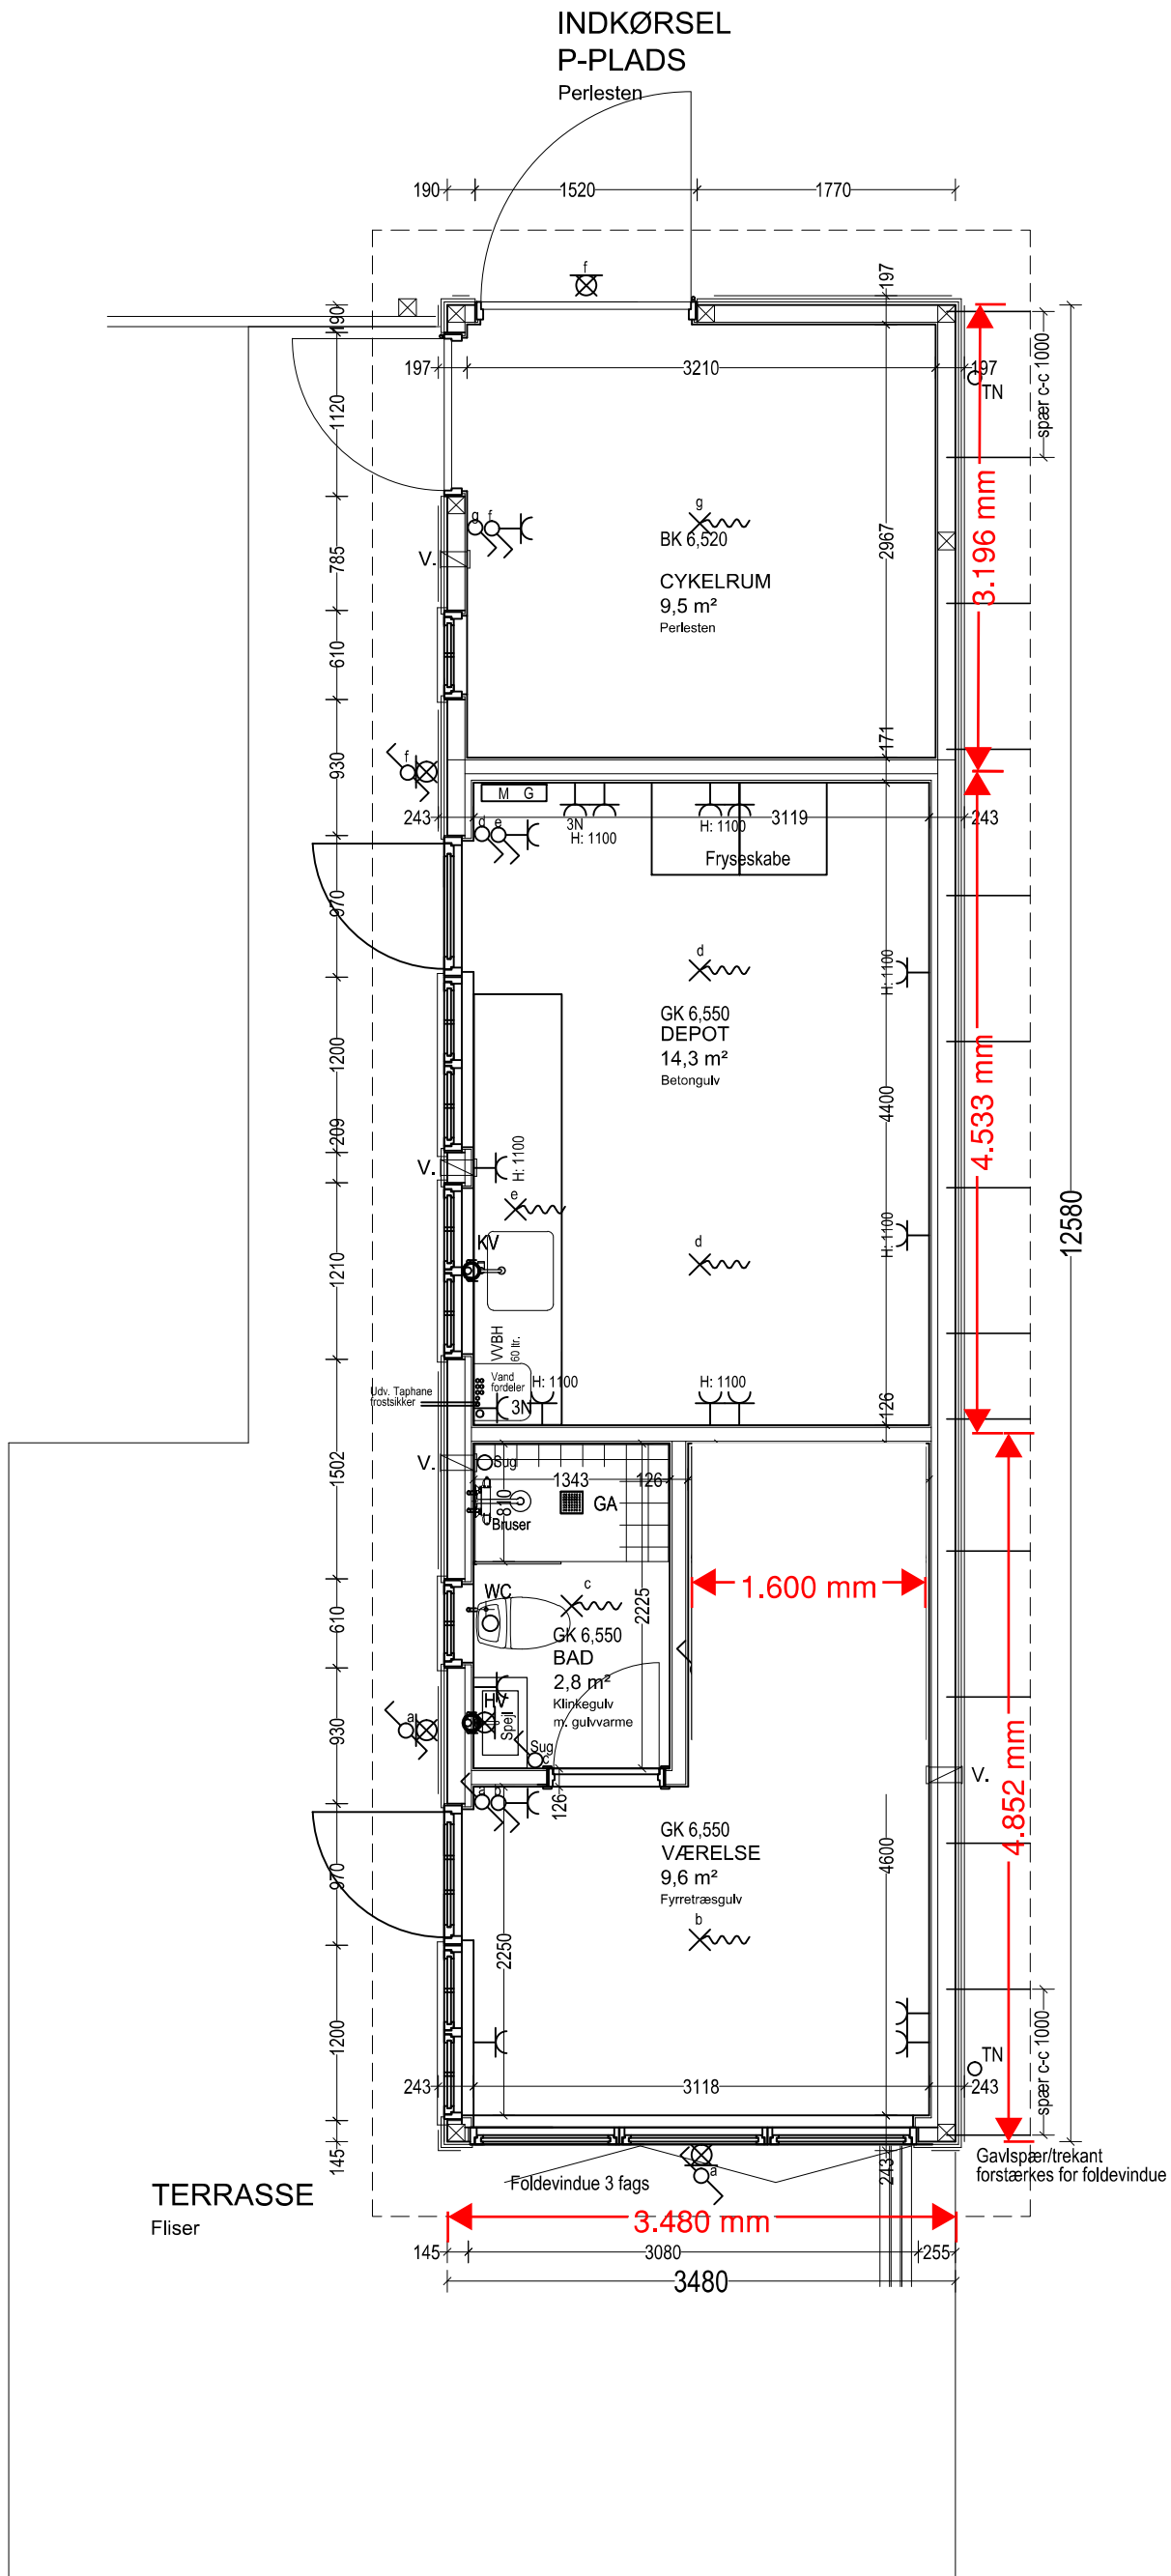 INDKØRSEL
P-PLADS
Perlesten
190
1520
1770
f
197
190
197
3210
197
TN
spær c-c 1000
1120
3.196 mm
g
g f
BK 6,520
2967
V.
785
CYKELRUM
9,5 m²
Perlesten
610
171
930
f
M G
243
d e
3N
H: 1100
H: 1100
3119
243
Fryseskabe
970
d
H: 1100
GK 6,550
DEPOT
14,3 m²
Betongulv
1200
4400
4.533 mm
209
V.
H: 1100
e
12580
KV
d
H: 1100
1210
VVBH
60 ltr.
Vand
fordeler
H: 1100
H: 1100
Udv. Taphane
frostsikker
3N
126
V.
Sug
1502
1343
126
810
GA
Bruser
1.600 mm
WC
c
2225
610
GK 6,550
BAD
2,8 m²
Klinkegulv
m. gulvvarme
HV
Spejl
a
930
Sug
c
V.
a b
126
4.852 mm
GK 6,550
VÆRELSE
9,6 m²
Fyrretræsgulv
4600
970
b
2250
1200
TN
spær c-c 1000
243
3118
243
145
a
243
Gavlspær/trekant
forstærkes for foldevindue
Foldevindue 3 fags
TERRASSE
Fliser
3.480 mm
145
3080
255
3480